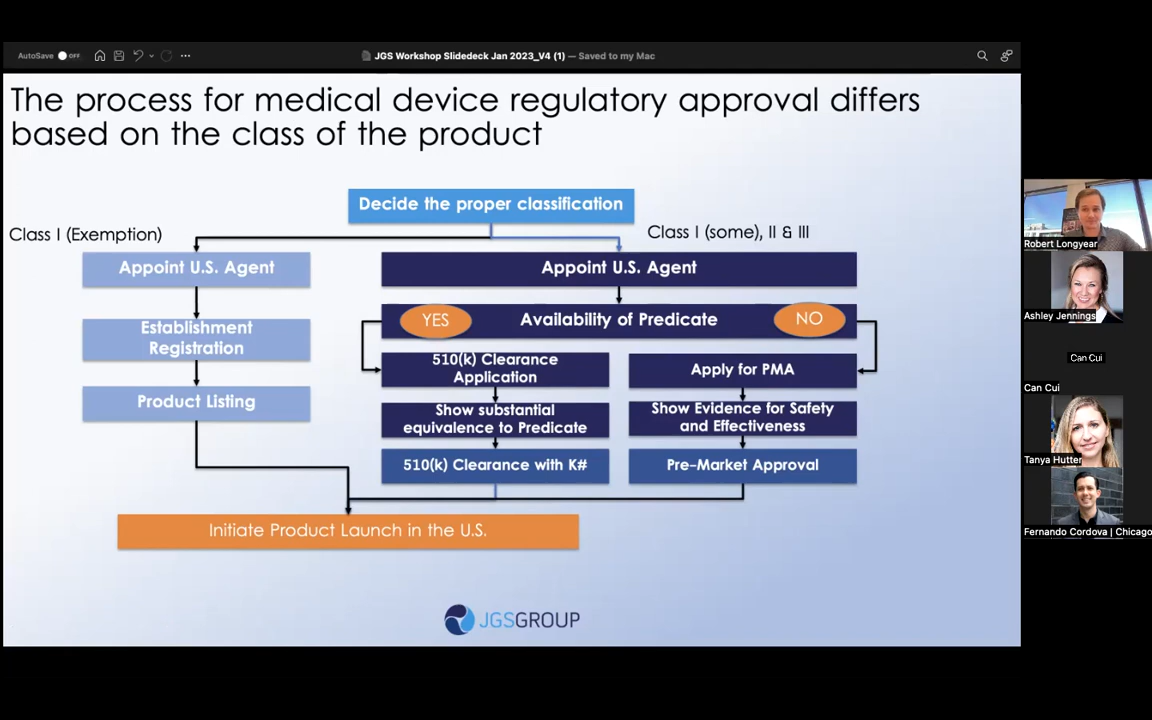 AutoSave OFF
JGS Workshop Slidedeck Jan 2023_V4 (1) — Saved to my Mac
The process for medical device regulatory approval differs
based on the class of the product
Decide the proper classification
Class I (Exemption)
Class I (some), II & III
Appoint U.S. Agent
Appoint U.S. Agent
Establishment
Registration
YES
Availability of Predicate
NO
510(k) Clearance
Application
Apply for PMA
Product Listing
Show substantial
equivalence to Predicate
Show Evidence for Safety
and Effectiveness
510(k) Clearance with K#
Pre-Market Approval
Initiate Product Launch in the U.S.
JGSGROUP
Robert Longyear
Ashley Jennings
Can Cui
Can Cui
Tanya Hutter
Fernando Cordova | Chicago